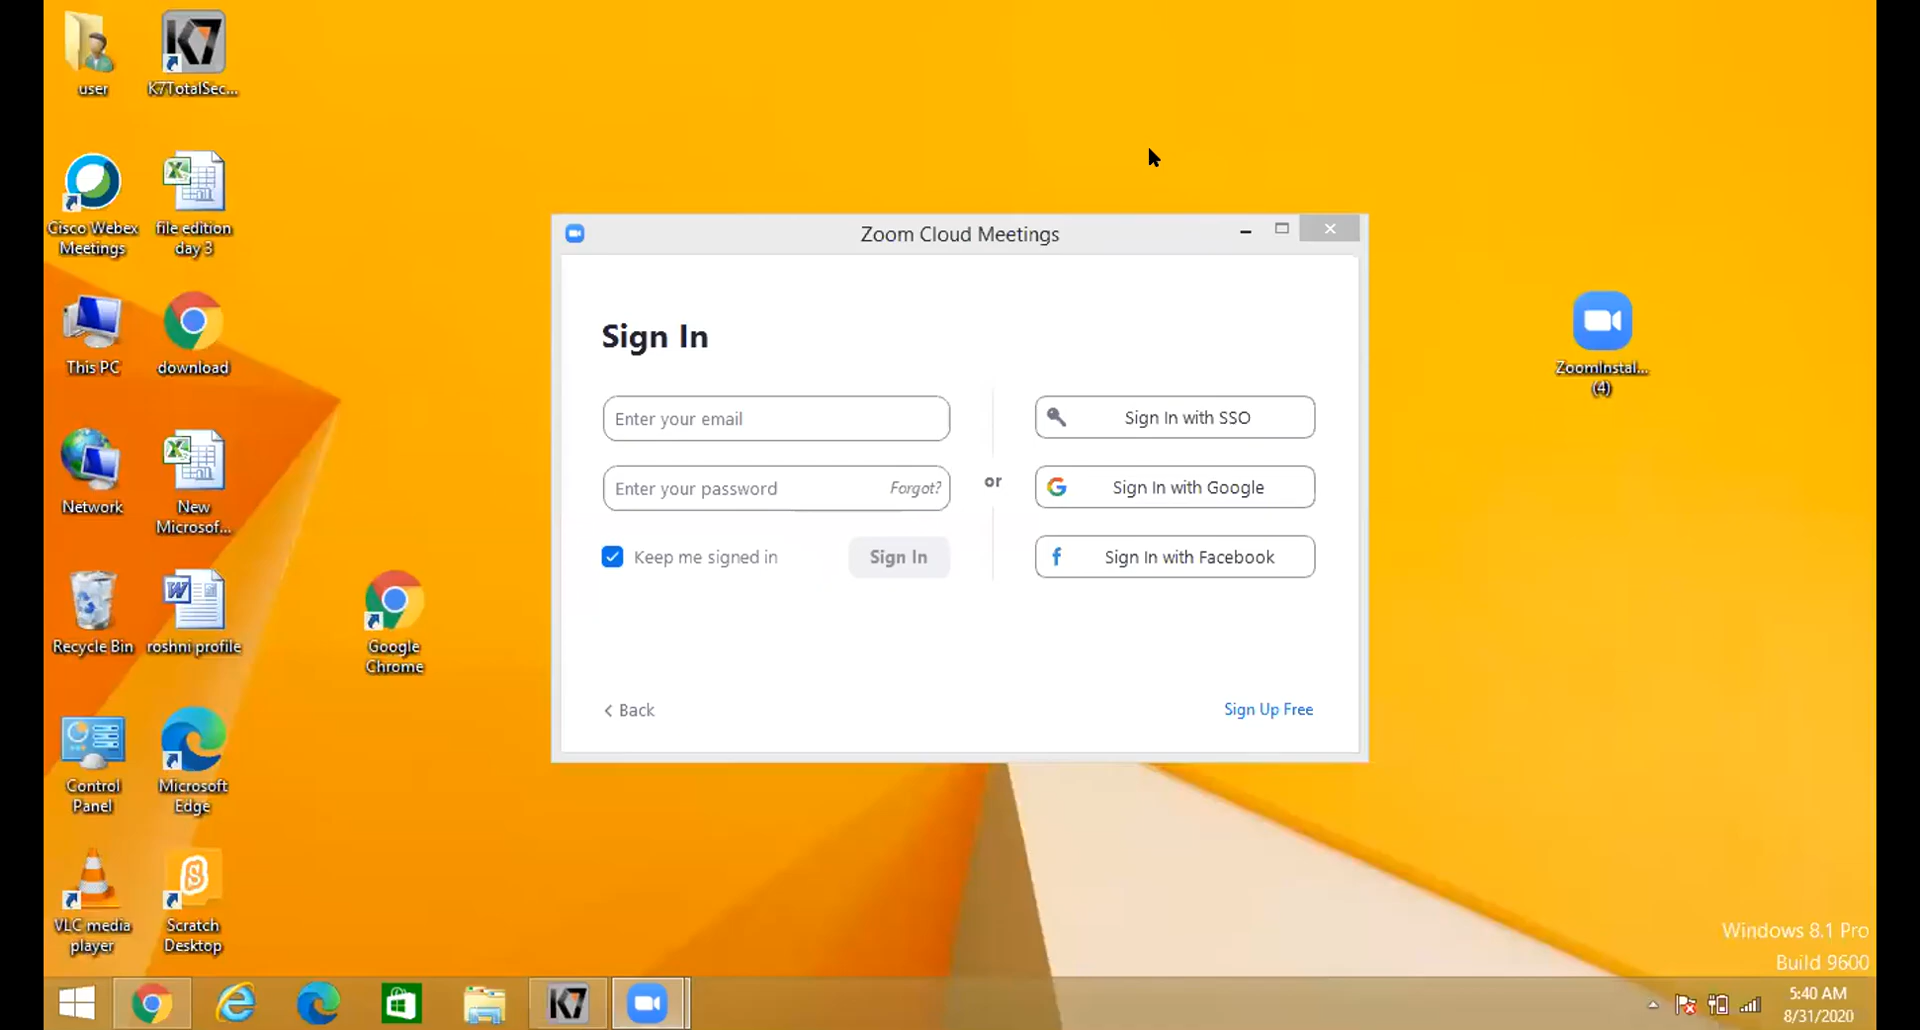 user
K7TotalSec...
Cisco Webex
Meetings
file edition
day 3
This PC
download
Network
New
Microsof...
Recycle Bin
roshni profile
Google
Chrome
Control
Panel
Microsoft
Edge
VLC media
player
Scratch
Desktop
Zoom Cloud Meetings
Sign In
Enter your email
Enter your password
Forgot?
Keep me signed in
Sign In
or
Sign In with SSO
Sign In with Google
Sign In with Facebook
Back
Sign Up Free
ZoomInstal...
(4)
Windows 8.1 Pro
Build 9600
K7
5:40 AM
8/31/2020